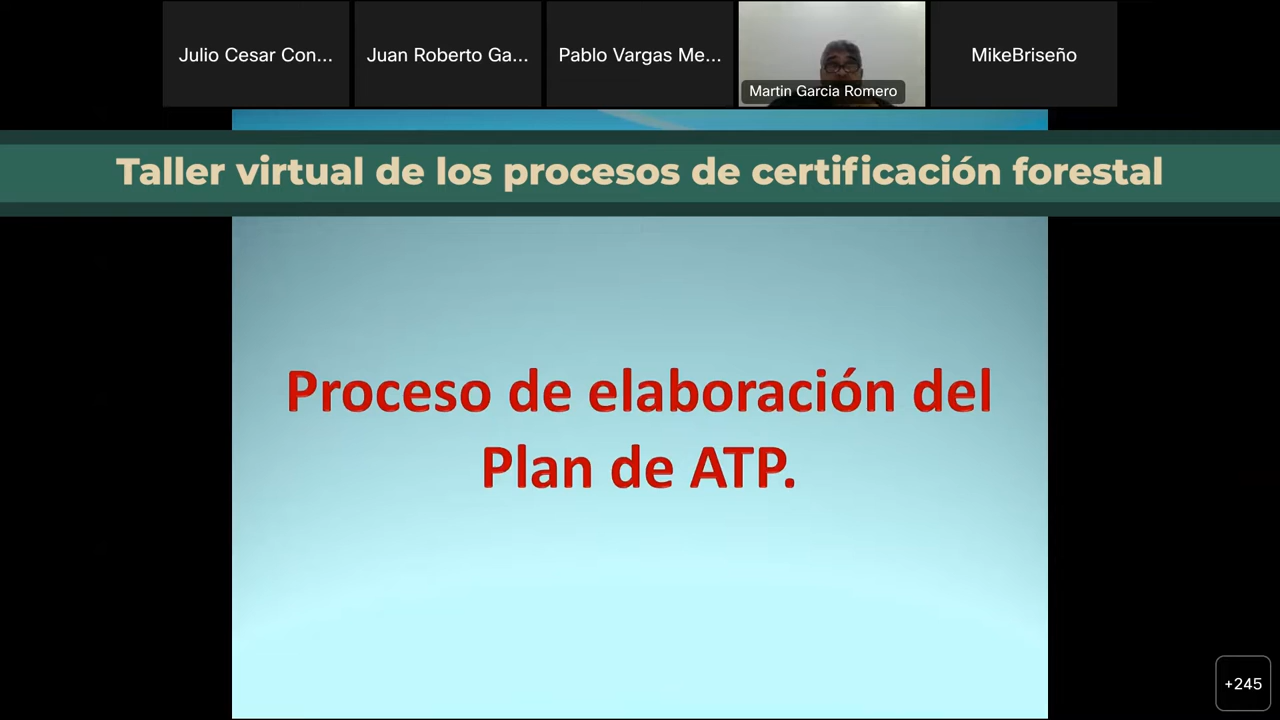 Julio Cesar Con...
Juan Roberto Ga...
Pablo Vargas Me...
Martin Garcia Romero
MikeBriseño
Taller virtual de los procesos de certificación forestal
Proceso de elaboración del
Plan de ATP.
+245